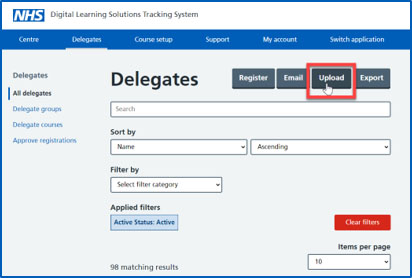 NHS Digital Learning Solutions Tracking System
Centre Delegates Course setup Support My account Switch application
Delegates
All delegates
Delegate groups
Delegate courses
Approve registrations
Delegates
Register Email Upload Export
Search
Sort by
Name Ascending
Filter by
Select filter category
Applied filters
Active Status: Active
Clear filters
Items per page
10
98 matching results